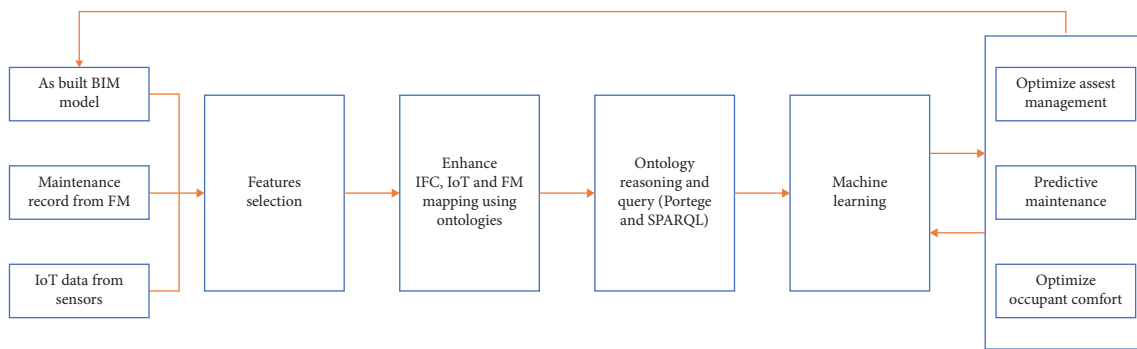 As built BIM
model
Maintenance
record from FM
IoT data from
sensors
Features
selection
Enhance
IFC, IoT and FM
mapping using
ontologies
Ontology
reasoning and
query (Portege
and SPARQL)
Machine
learning
Optimize assest
management
Predictive
maintenance
Optimize
occupant comfort